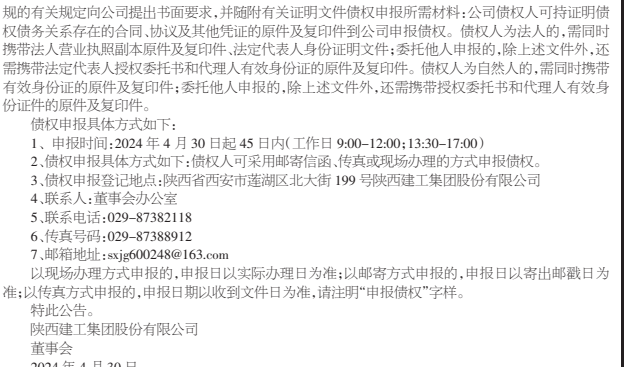 规的有关规定向公司提出书面要求,并随附有关证明文件债权申报所需材料:公司债权人可持证明债
权债务关系存在的合同、协议及其他凭证的原件及复印件到公司申报债权。债权人为法人的,需同时
携带法人营业执照副本原件及复印件、法定代表人身份证明文件;委托他人申报的,除上述文件外,还
需携带法定代表人授权委托书和代理人有效身份证的原件及复印件。债权人为自然人的,需同时携带
有效身份证的原件及复印件;委托他人申报的,除上述文件外,还需携带授权委托书和代理人有效身
份证件的原件及复印件。
债权申报具体方式如下:
1、申报时间:2024 年 4 月 30 日起 45 日内(工作日 9:00-12:00;13:30-17:00)
2、债权申报具体方式如下:债权人可采用邮寄信函、传真或现场办理的方式申报债权。
3、债权申报登记地点:陕西省西安市莲湖区北大街 199 号陕西建工集团股份有限公司
4、联系人:董事会办公室
5、联系电话:029-87382118
6、传真号码:029-87388912
7、邮箱地址:sxjg600248@163.com
以现场办理方式申报的,申报日以实际办理日为准;以邮寄方式申报的,申报日以寄出邮戳日为
准;以传真方式申报的,申报日期以收到文件日为准,请注明“申报债权”字样。
特此公告。
陕西建工集团股份有限公司
董事会
2024 年 4 月 30 日